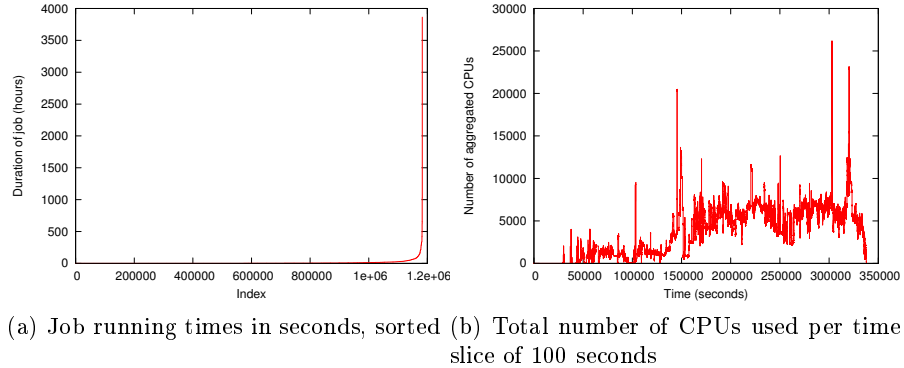 4000
3500
3000
2500
2000
1500
1000
500
0
Duration of job (hours)
0 200000 400000 600000 800000 1e+06 1.2e+06
Index
30000
25000
20000
15000
10000
5000
0
Number of aggregated CPUs
0 50000 100000 150000 200000 250000 300000 350000
Time (seconds)
(a) Job running times in seconds, sorted
(b) Total number of CPUs used per time
slice of 100 seconds